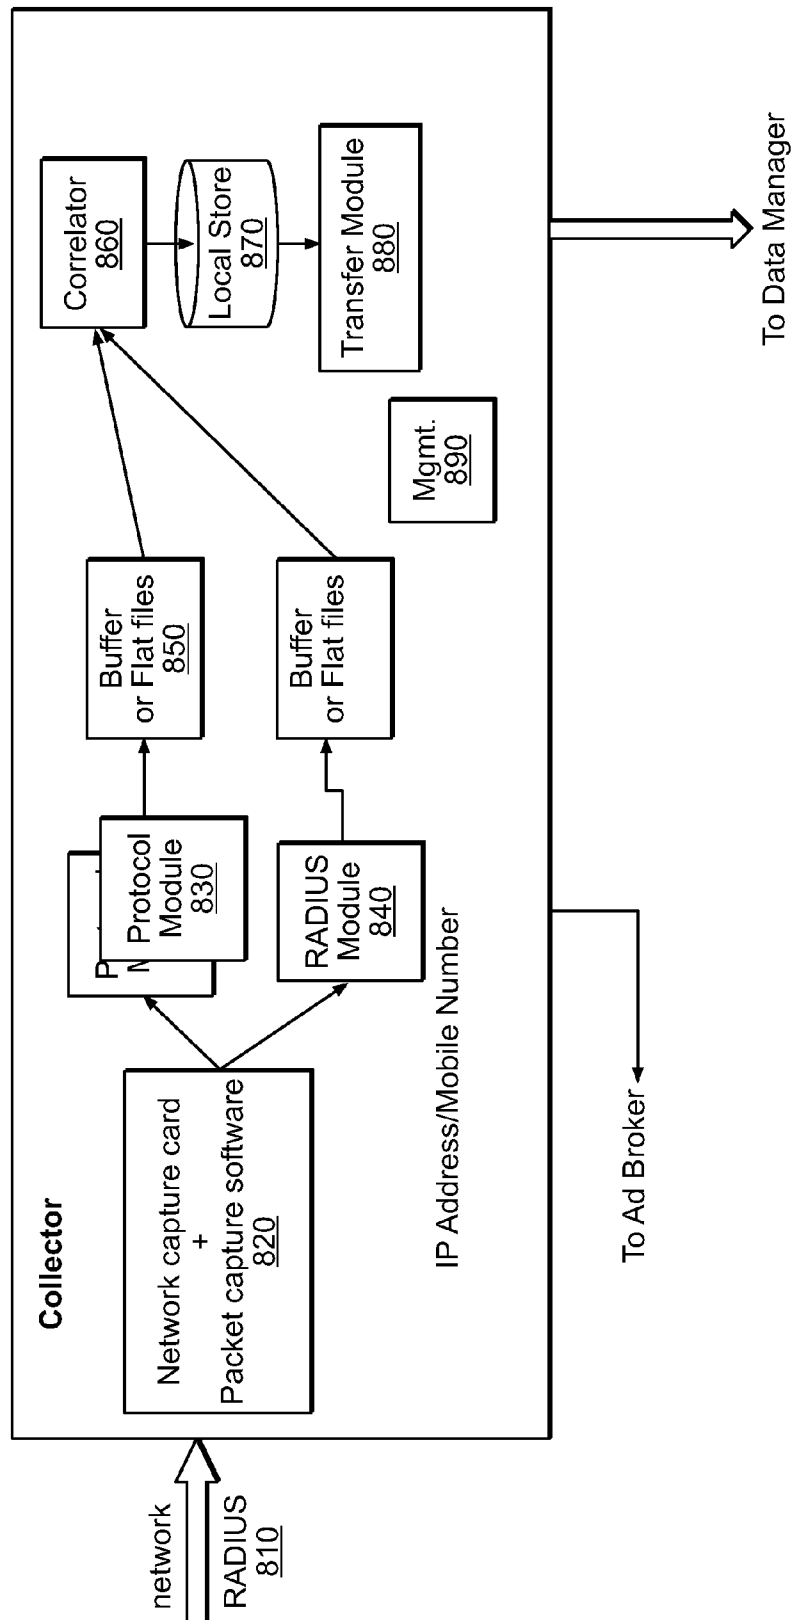 Collector
network
RADIUS
810
Network capture card
+
Packet capture software
820
P
Protocol
Module
830
RADIUS
Module
840
Buffer
or Flat files
850
Buffer
or Flat files
Correlator
860
Local Store
870
Transfer Module
880
Mgmt.
890
IP Address/Mobile Number
To Ad Broker
To Data Manager